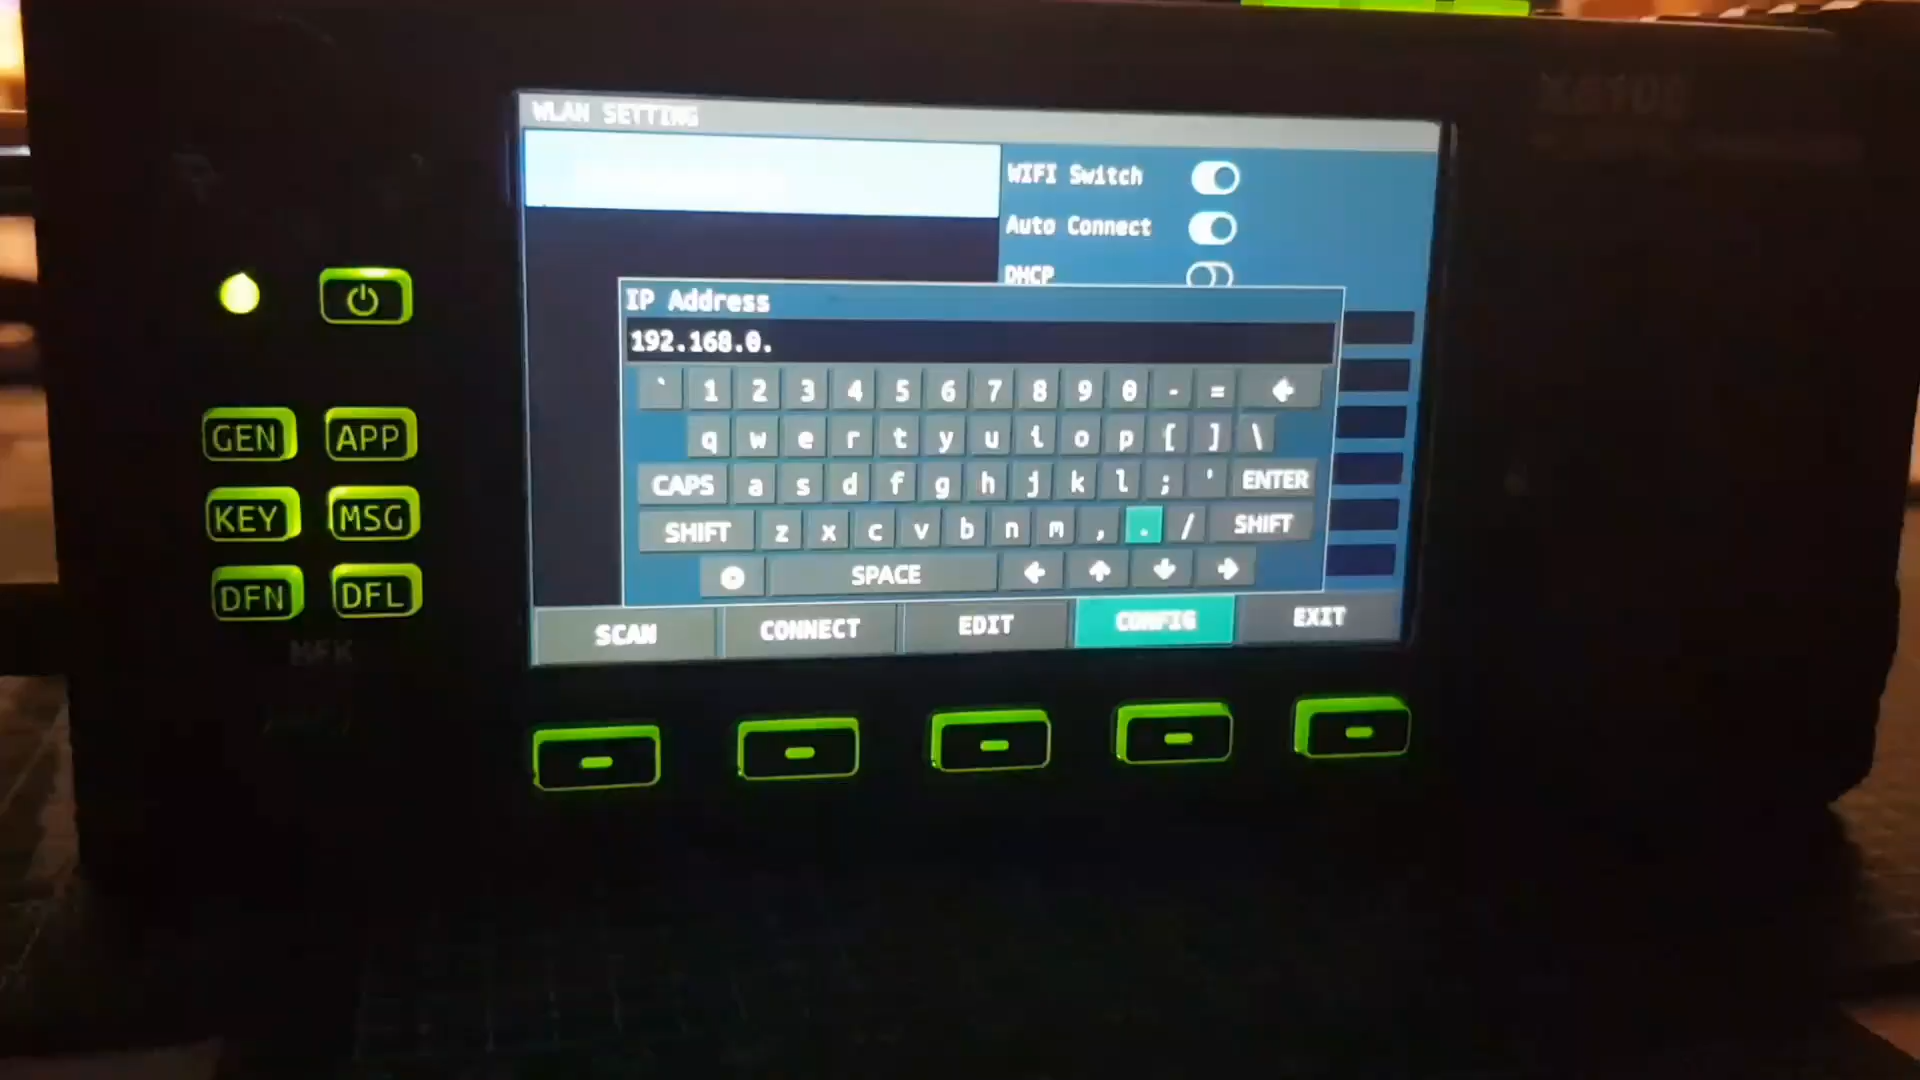 X6100
WLAN SETTING
WIFI Switch
Auto Connect
DHCP
IP Address
192.168.0.
` 1 2 3 4 5 6 7 8 9 0 - = ←
q w e r t y u i o p [ ] \
CAPS a s d f g h j k l ; ' ENTER
SHIFT z x c v b n m , . / SHIFT
SPACE ← ↑ ↓ →
SCAN CONNECT EDIT CONFIG EXIT
GEN APP
KEY MSG
DFN DFL
MFK